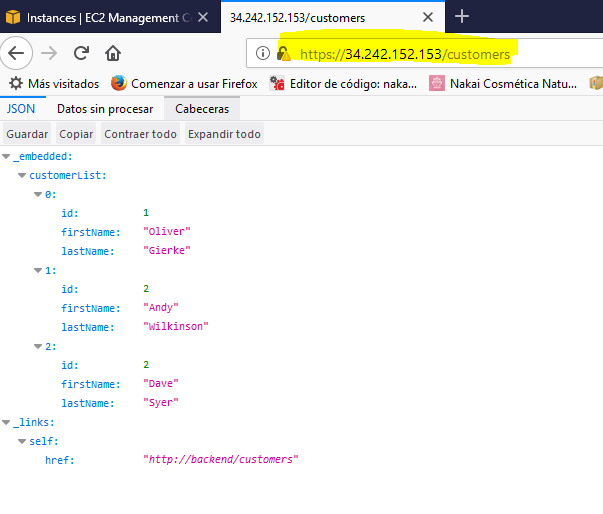 Instances | EC2 Management C
34.242.152.153/customers
https://34.242.152.153/customers
Más visitados
Comenzar a usar Firefox
Editor de código: naka...
Nakai Cosmética Natu...
JSON Datos sin procesar Cabeceras
Guardar Copiar Contraer todo Expandir todo
_embedded:
customerList:
0:
id: 1
firstName: "Oliver"
lastName: "Gierke"
1:
id: 2
firstName: "Andy"
lastName: "Wilkinson"
2:
id: 2
firstName: "Dave"
lastName: "Syer"
_links:
self:
href: "http://backend/customers"